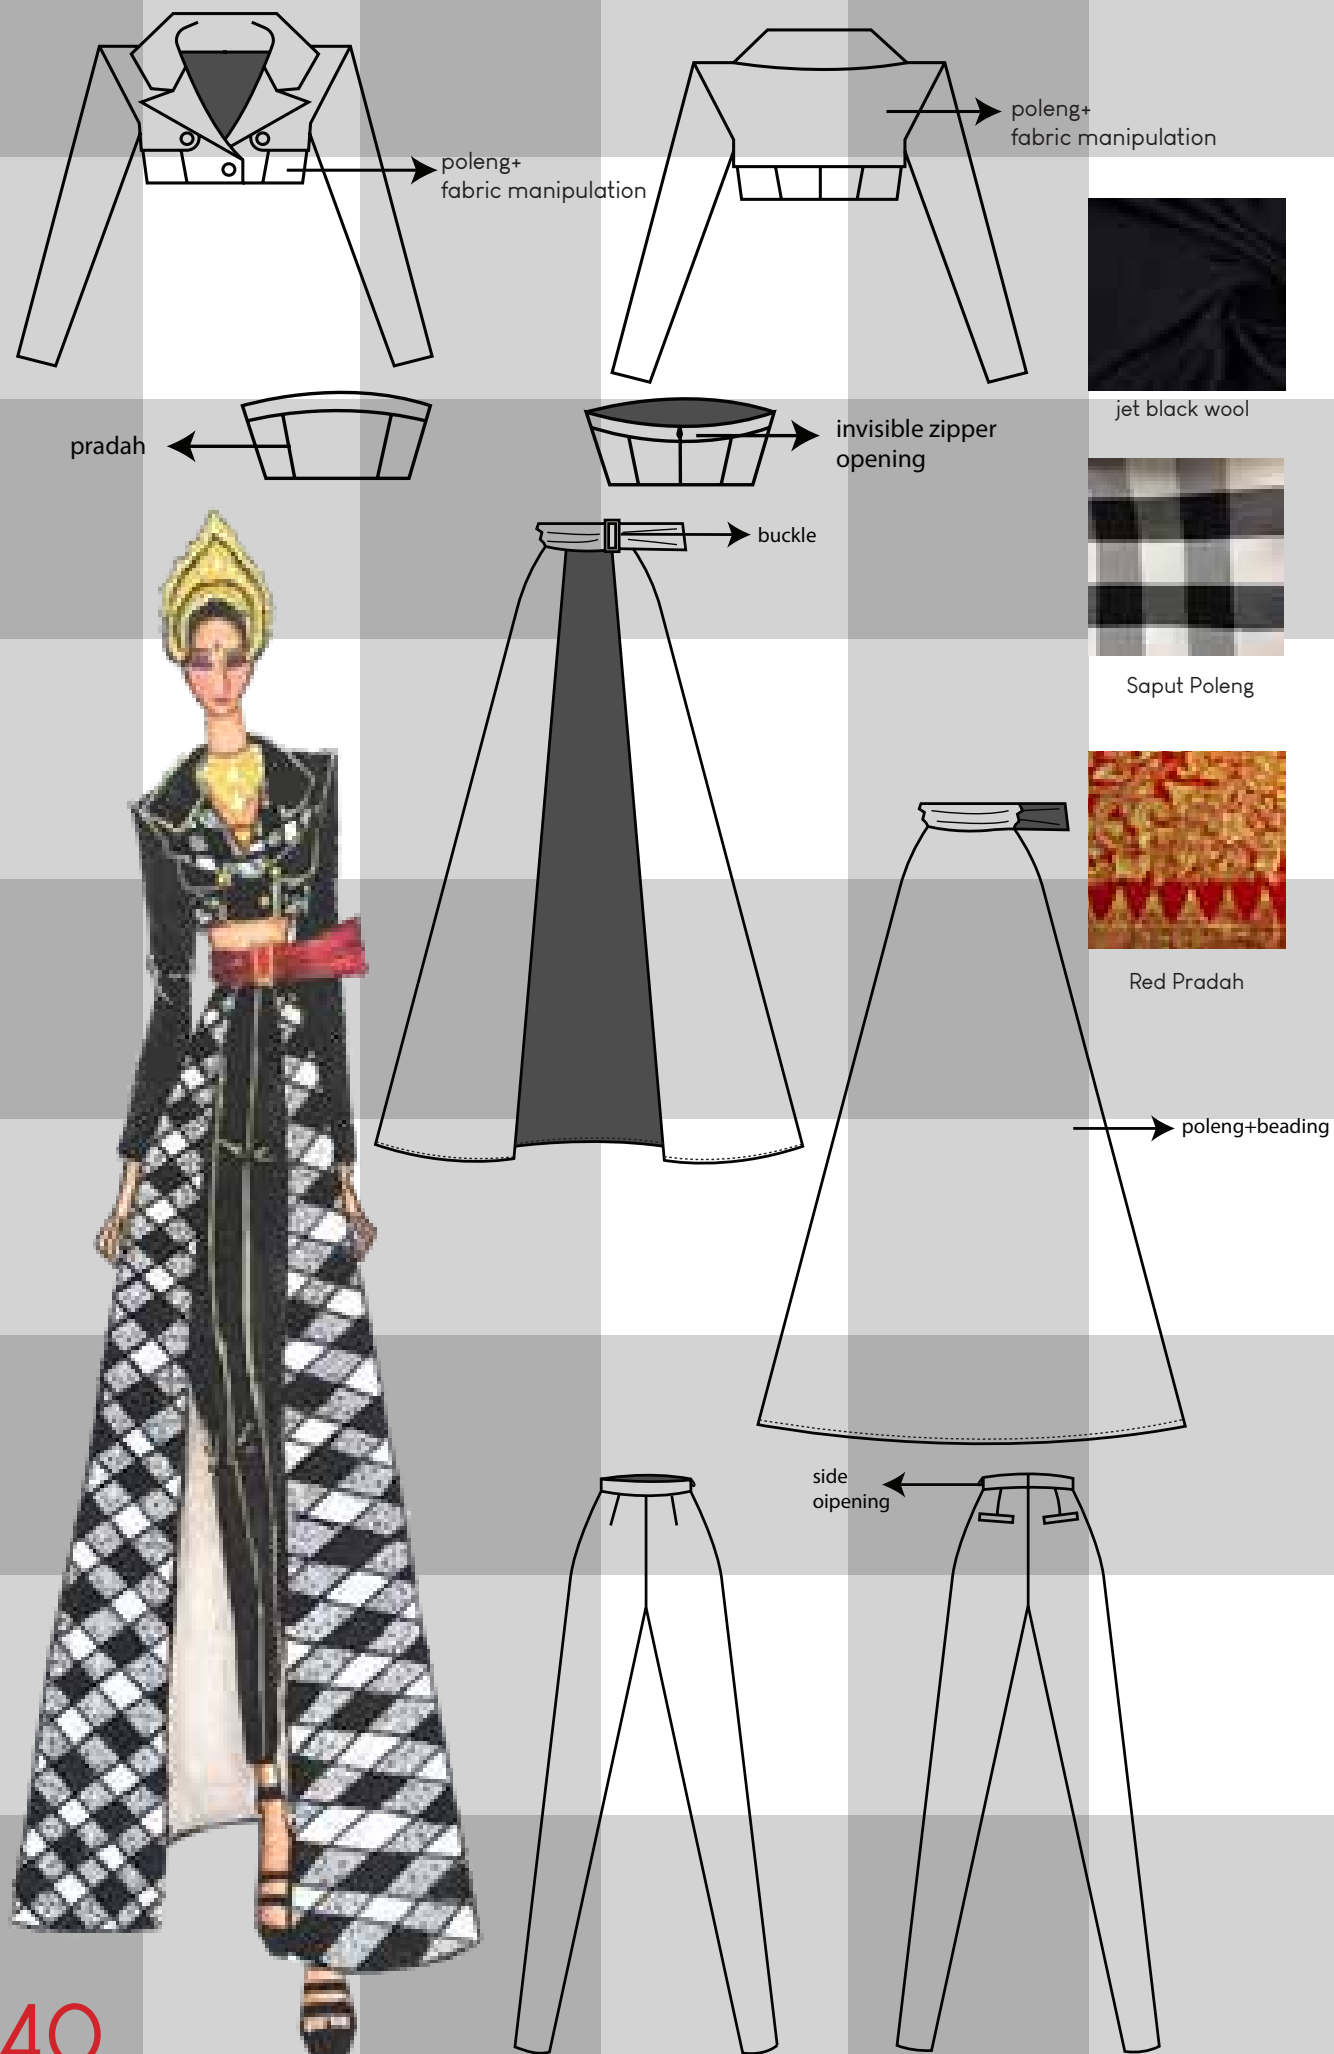 poleng+
fabric manipulation
poleng+
fabric manipulation
jet black wool
pradah
invisible zipper
opening
buckle
Saput Poleng
Red Pradah
poleng+beading
side
oipening
40